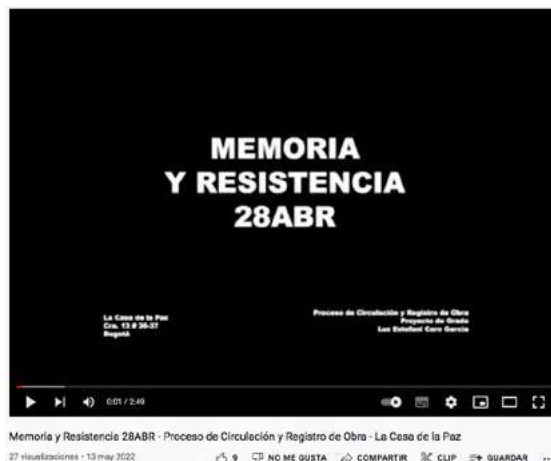 MEMORIA
Y RESISTENCIA
28ABR
La Casa de la Paz
Cra. 13 # 36-37
Bogotá
Proceso de Circulación y Registro de Obra
Proyecto de Grado
Luz Estefani Caro Garcia
0:01 / 2:49
Memoria y Resistencia 28ABR - Proceso de Circulación y Registro de Obra - La Casa de la Paz
27 visualizaciones - 13 may 2022
9 NO ME GUSTA COMPARTIR CLIP GUARDAR ...